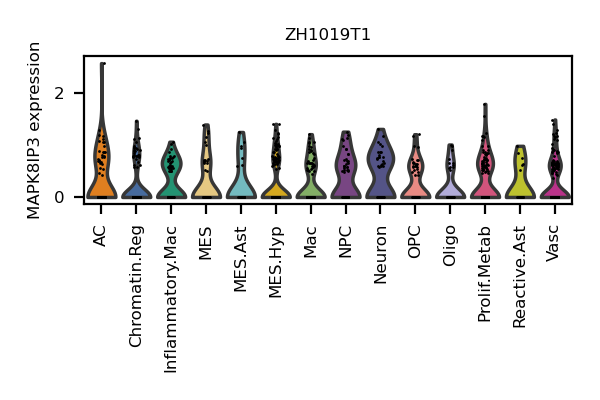 ZH1019T1
MAPK8IP3 expression
2
0
AC
Chromatin.Reg
Inflammatory.Mac
MES
MES.Ast
MES.Hyp
Mac
NPC
Neuron
OPC
Oligo
Prolif.Metab
Reactive.Ast
Vasc